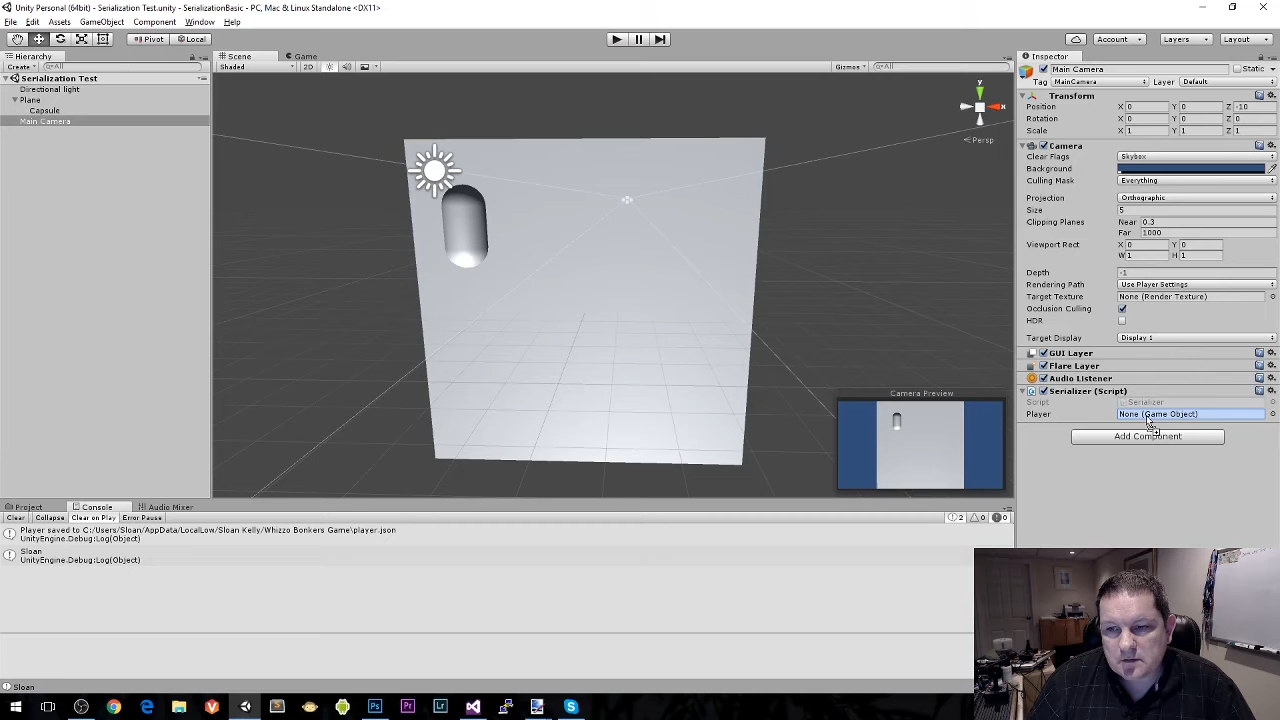 Unity Personal (64bit) - Serialization Test.unity - SerializationBasic - PC, Mac & Linux Standalone <DX11>
File Edit Assets GameObject Component Window Help
Pivot Local Account Layers Layout
Hierarchy Scene Game Inspector
Create All Shaded 2D Gizmos All Main Camera Static
Serialization Test Tag MainCamera Layer Default
Directional light
Plane
Capsule
Main Camera
y
x
Persp
Transform
Position X 0 Y 0 Z -10
Rotation X 0 Y 0 Z 0
Scale X 1 Y 1 Z 1
Camera
Clear Flags Skybox
Background
Culling Mask Everything
Projection Orthographic
Size 5
Clipping Planes Near 0.3
Far 1000
Viewport Rect X 0 Y 0
W 1 H 1
Depth -1
Rendering Path Use Player Settings
Target Texture None (Render Texture)
Occlusion Culling
HDR
Target Display Display 1
GUI Layer
Flare Layer
Audio Listener
Serializer (Script)
Script Serializer
Player None (Game Object)
Add Component
Camera Preview
Project Console Audio Mixer
Clear Collapse Clear on Play Error Pause 2 0 0
Player saved to C:/Users/Sloan/AppData/LocalLow/Sloan Kelly/Whizzo Bonkers Game\player.json
UnityEngine.Debug:Log(Object)
Sloan
UnityEngine.Debug:Log(Object)
Sloan
Ps Pr Lr